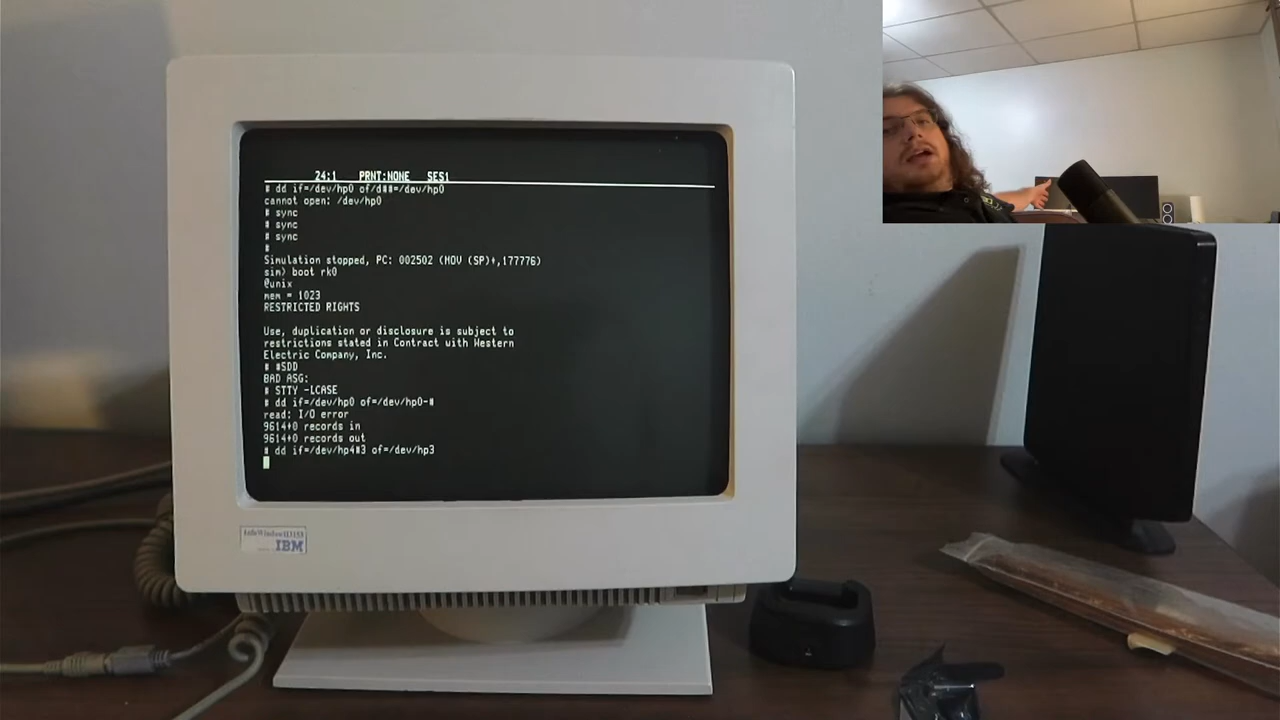 24:1 PRNT:NONE SES1
# dd if=/dev/hp0 of/d##=/dev/hp0
cannot open: /dev/hp0
# sync
# sync
# sync
#
Simulation stopped, PC: 002502 (MOV (SP)+,177776)
sim> boot rk0
@unix
mem = 1023
RESTRICTED RIGHTS
Use, duplication or disclosure is subject to
restrictions stated in Contract with Western
Electric Company, Inc.
# #SDD
BAD ASG:
# STTY -LCASE
# dd if=/dev/hp0 of=/dev/hp0-#
read: I/O error
9614+0 records in
9614+0 records out
# dd if=/dev/hp4#3 of=/dev/hp3
InfoWindow II 3153
IBM